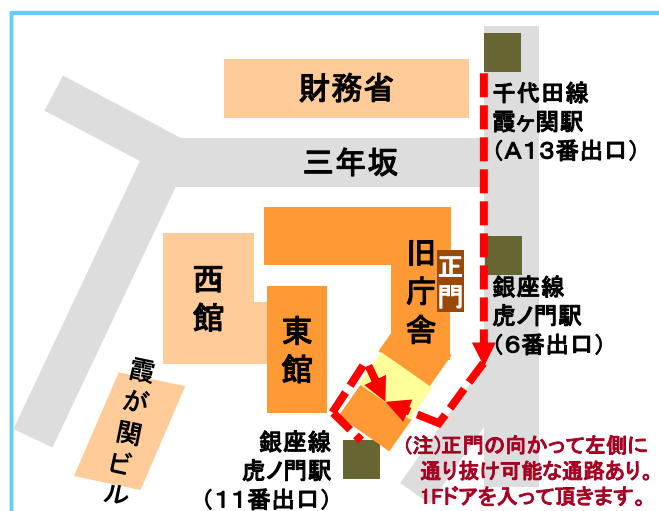 財務省
千代田線
霞ヶ関駅
（A13番出口）
三年坂
西館
旧庁舎
正門
東館
銀座線
虎ノ門駅
（6番出口）
霞が関ビル
銀座線
虎ノ門駅
（11番出口）
（注）正門の向かって左側に
通り抜け可能な通路あり。
1Fドアを入って頂きます。